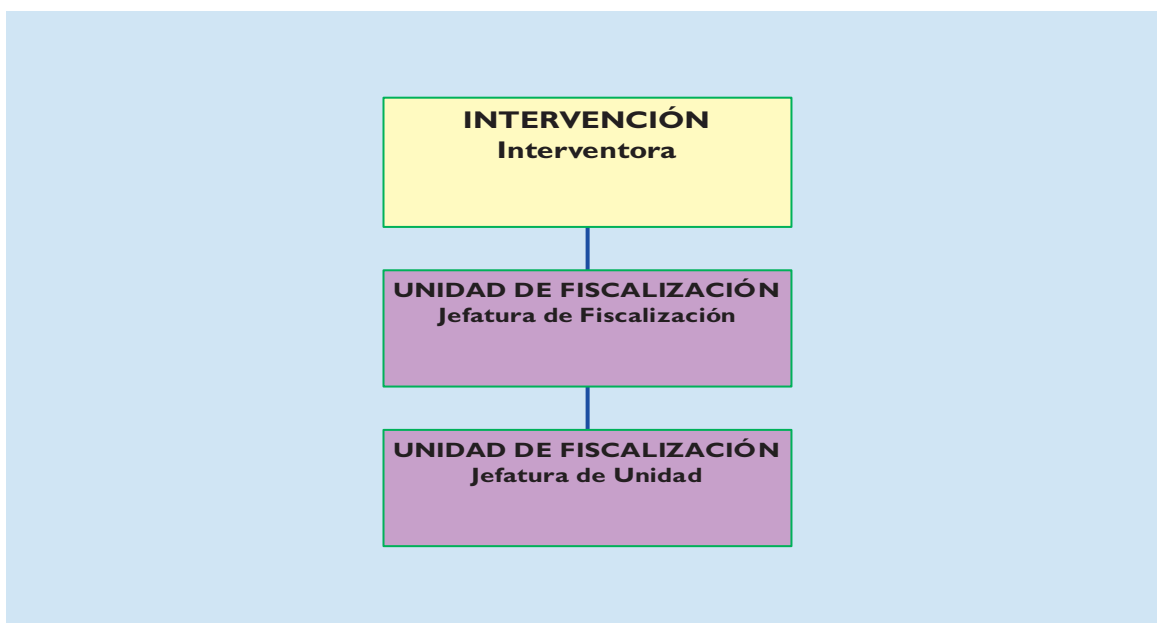 INTERVENCIÓN
Interventora
UNIDAD DE FISCALIZACIÓN
Jefatura de Fiscalización
UNIDAD DE FISCALIZACIÓN
Jefatura de Unidad